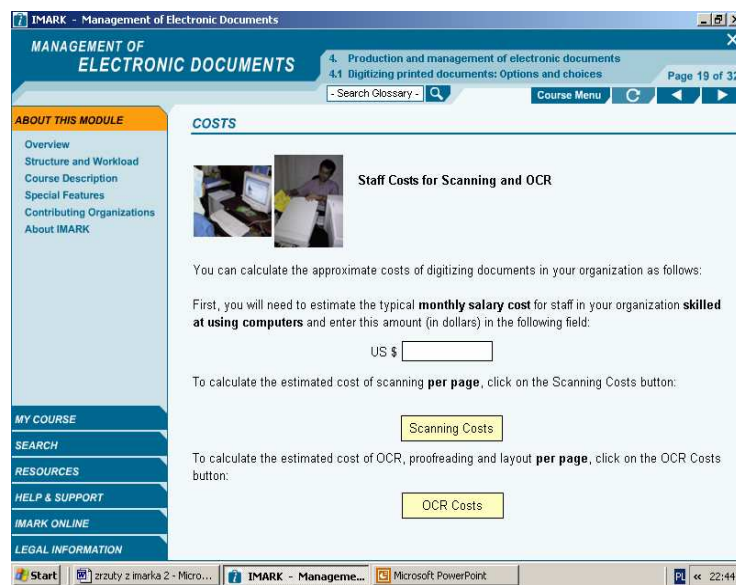 IMARK - Management of Electronic Documents
MANAGEMENT OF
ELECTRONIC DOCUMENTS
4. Production and management of electronic documents
4.1 Digitizing printed documents: Options and choices
Page 19 of 32
- Search Glossary -
Course Menu
ABOUT THIS MODULE
Overview
Structure and Workload
Course Description
Special Features
Contributing Organizations
About IMARK
COSTS
Staff Costs for Scanning and OCR
You can calculate the approximate costs of digitizing documents in your organization as follows:
First, you will need to estimate the typical monthly salary cost for staff in your organization skilled
at using computers and enter this amount (in dollars) in the following field:
US $
To calculate the estimated cost of scanning per page, click on the Scanning Costs button:
Scanning Costs
To calculate the estimated cost of OCR, proofreading and layout per page, click on the OCR Costs
button:
OCR Costs
MY COURSE
SEARCH
RESOURCES
HELP & SUPPORT
IMARK ONLINE
LEGAL INFORMATION
Start
zrzuty z imarka 2 - Micro...
IMARK - Manageme...
Microsoft PowerPoint
PL
22:44